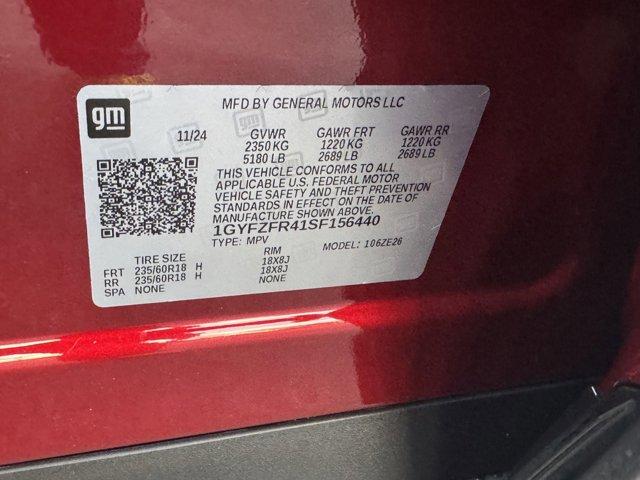 MFD BY GENERAL MOTORS LLC
gm
11/24 GVWR GAWR FRT GAWR RR
2350 KG 1220 KG 1220 KG
5180 LB 2689 LB 2689 LB
THIS VEHICLE CONFORMS TO ALL
APPLICABLE U.S. FEDERAL MOTOR
VEHICLE SAFETY AND THEFT PREVENTION
STANDARDS IN EFFECT ON THE DATE OF
MANUFACTURE SHOWN ABOVE.
1GYFZFR41SF156440
TYPE: MPV MODEL: 106ZE26
TIRE SIZE RIM
FRT 235/60R18 H 18X8J
RR 235/60R18 H 18X8J
SPA NONE NONE